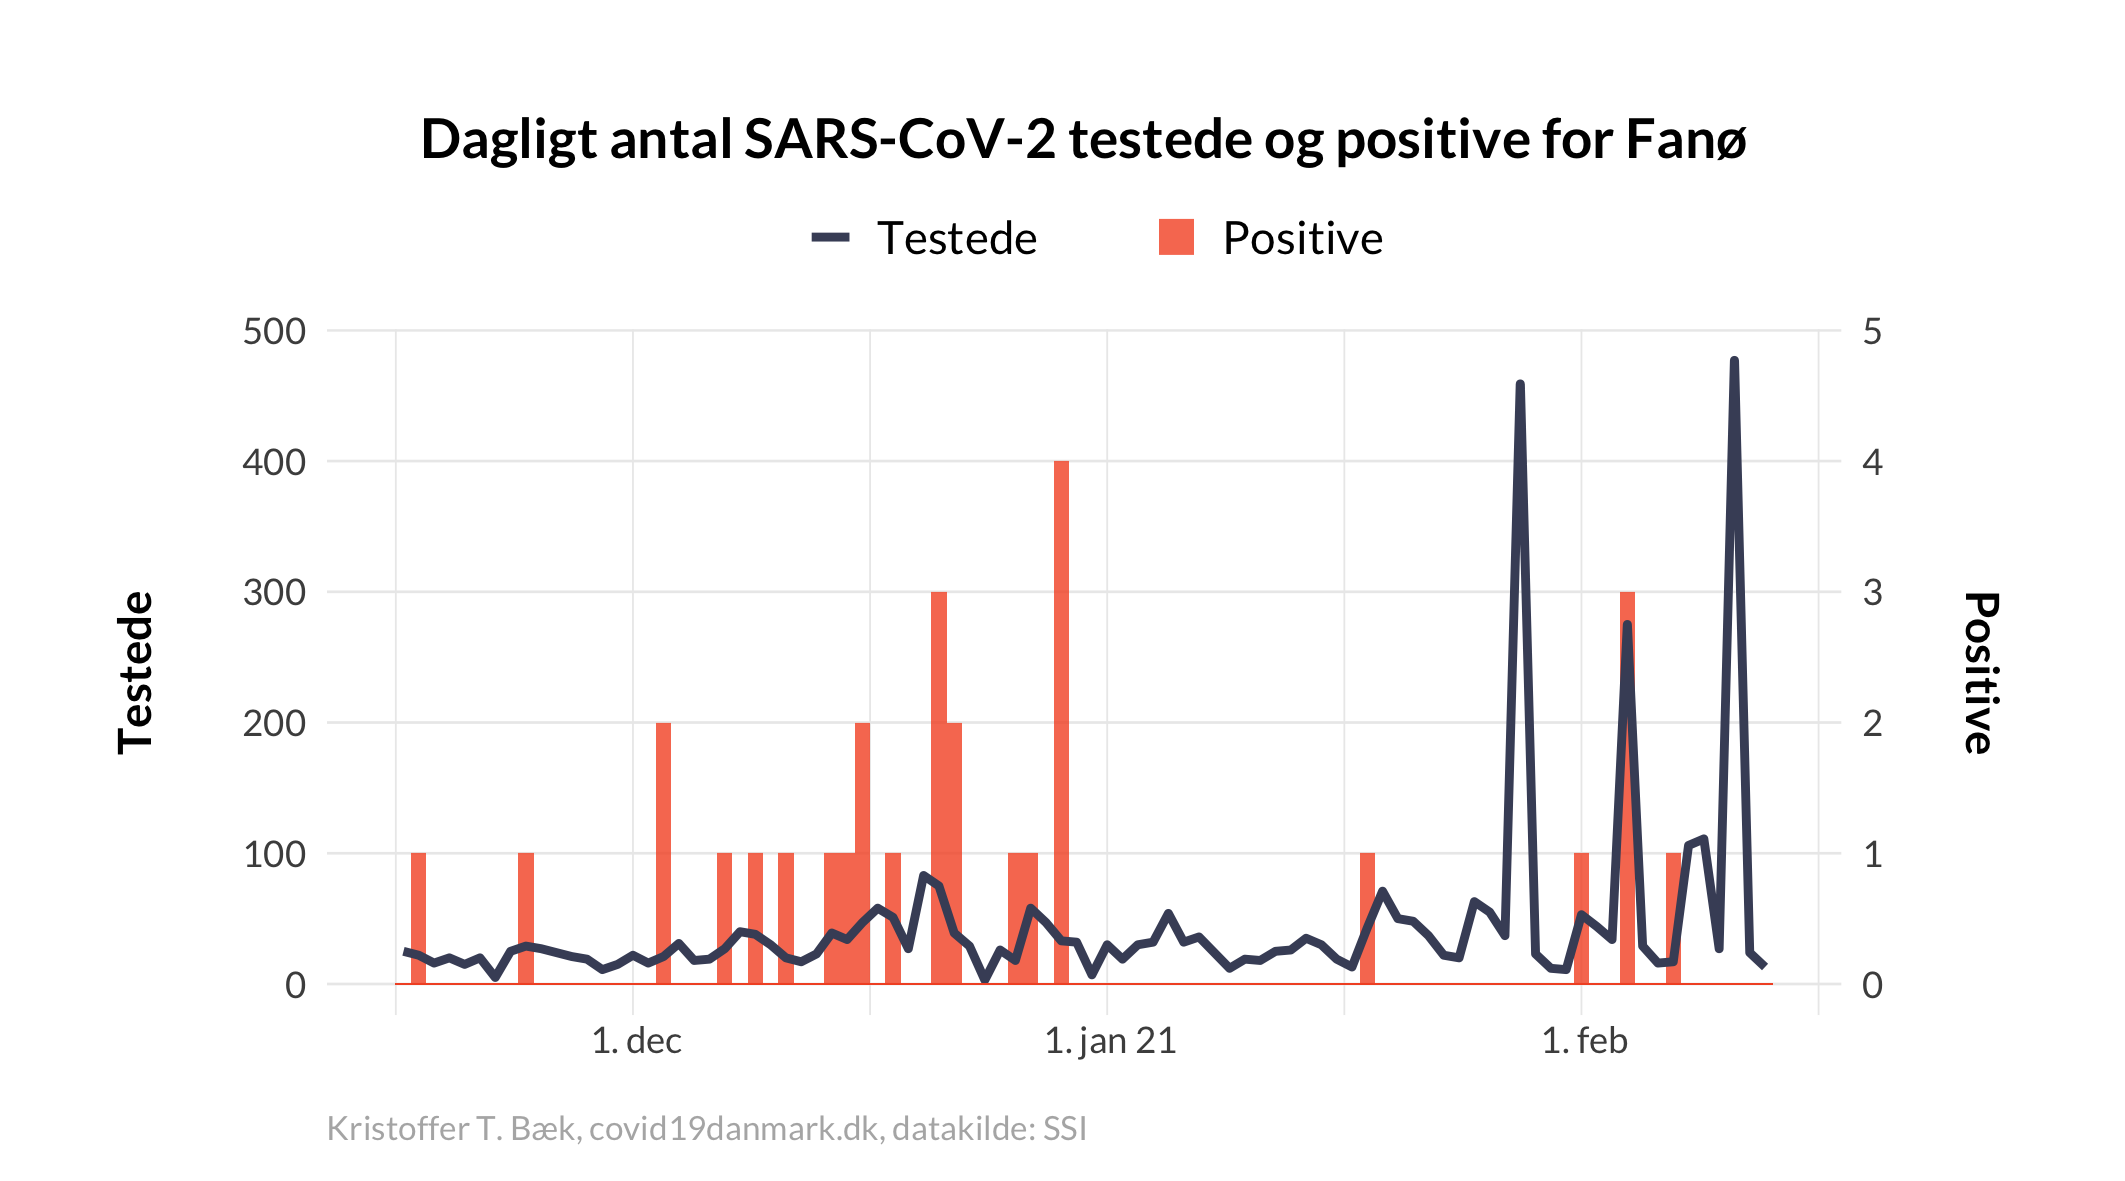 Dagligt antal SARS-CoV-2 testede og positive for Fanø
Testede Positive
500 5
400 4
300 3
200 2
100 1
0 0
Testede
Positive
1. dec 1. jan 21 1. feb
Kristoffer T. Bæk, covid19danmark.dk, datakilde: SSI